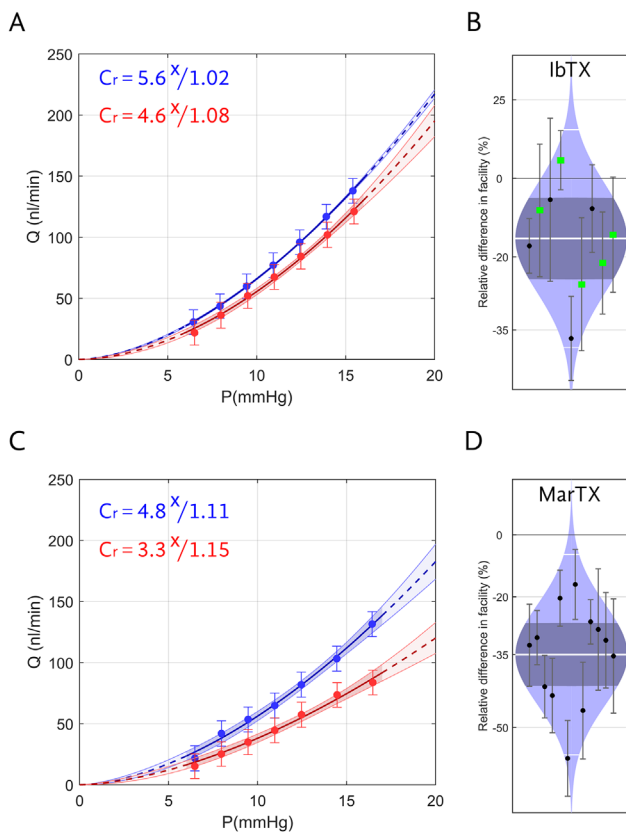 A
250
200
150
100
50
0
0
5
10
15
20
Q (nl/min)
P(mmHg)
Cr = 5.6 x/1.02
Cr = 4.6 x/1.08
B
IbTX
25
0
-20
-35
Relative difference in facility (%)
C
250
200
150
100
50
0
0
5
10
15
20
Q (nl/min)
P(mmHg)
Cr = 4.8 x/1.11
Cr = 3.3 x/1.15
D
MarTX
0
-20
-35
-50
Relative difference in facility (%)